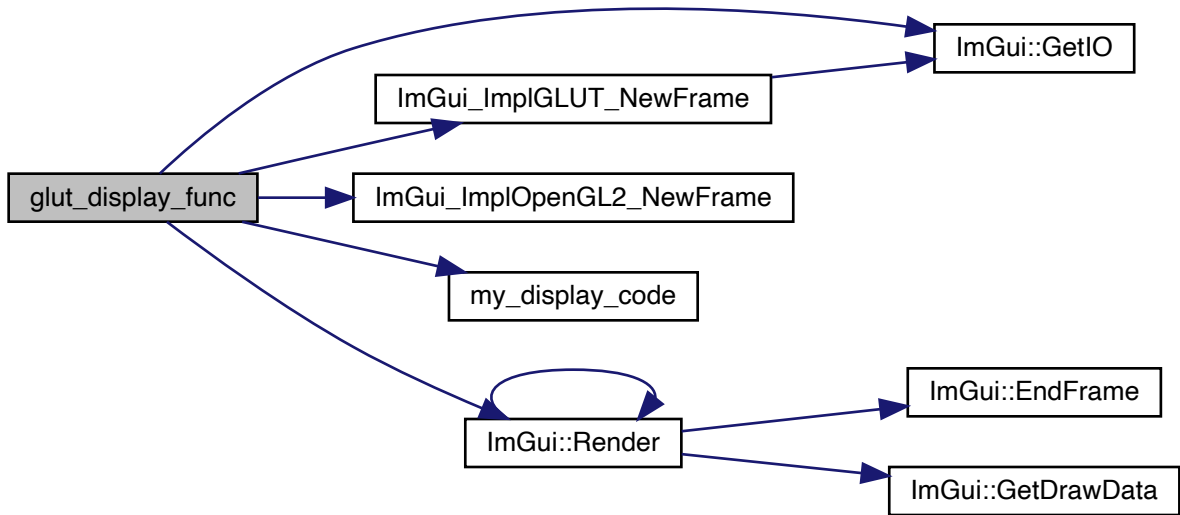 ImGui::GetIO
ImGui_ImplGLUT_NewFrame
glut_display_func
ImGui_ImplOpenGL2_NewFrame
my_display_code
ImGui::EndFrame
ImGui::Render
ImGui::GetDrawData